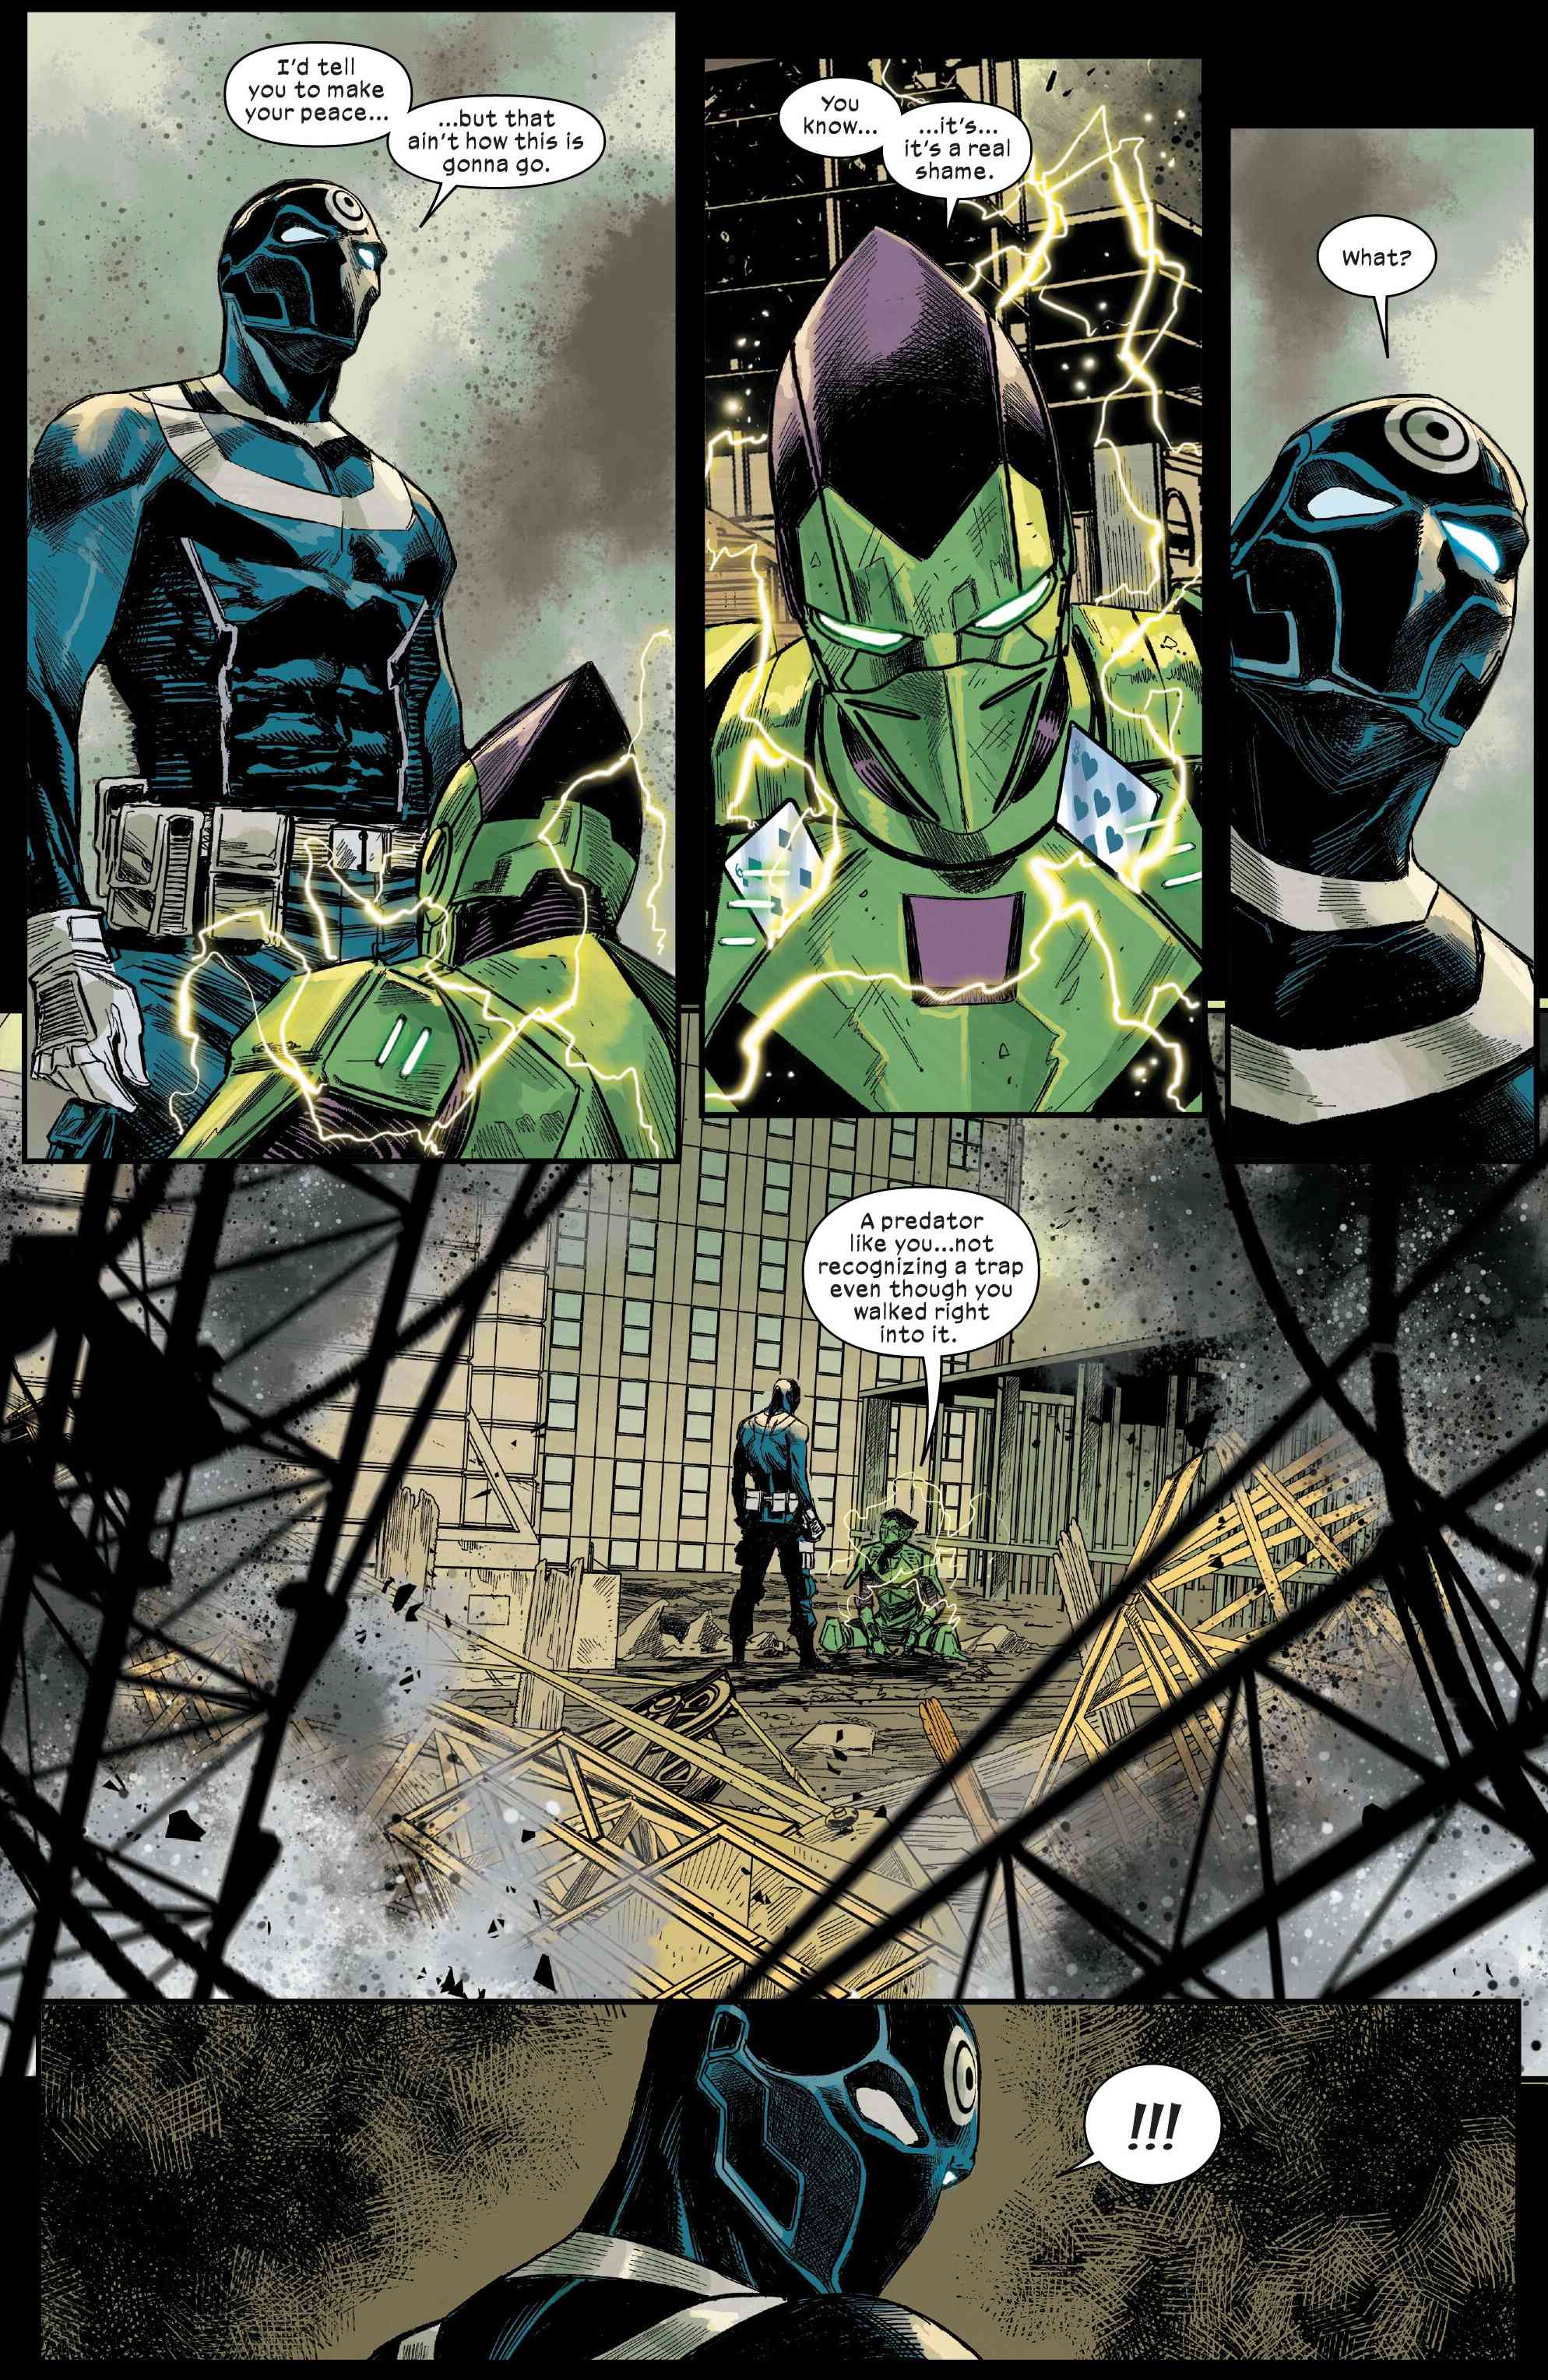 I'd tell
you to make
your peace...
...but that
ain't how this is
gonna go.
You
know...
...it's...
it's a real
shame.
What?
A predator
like you...not
recognizing a trap
even though you
walked right
into it.
!!!